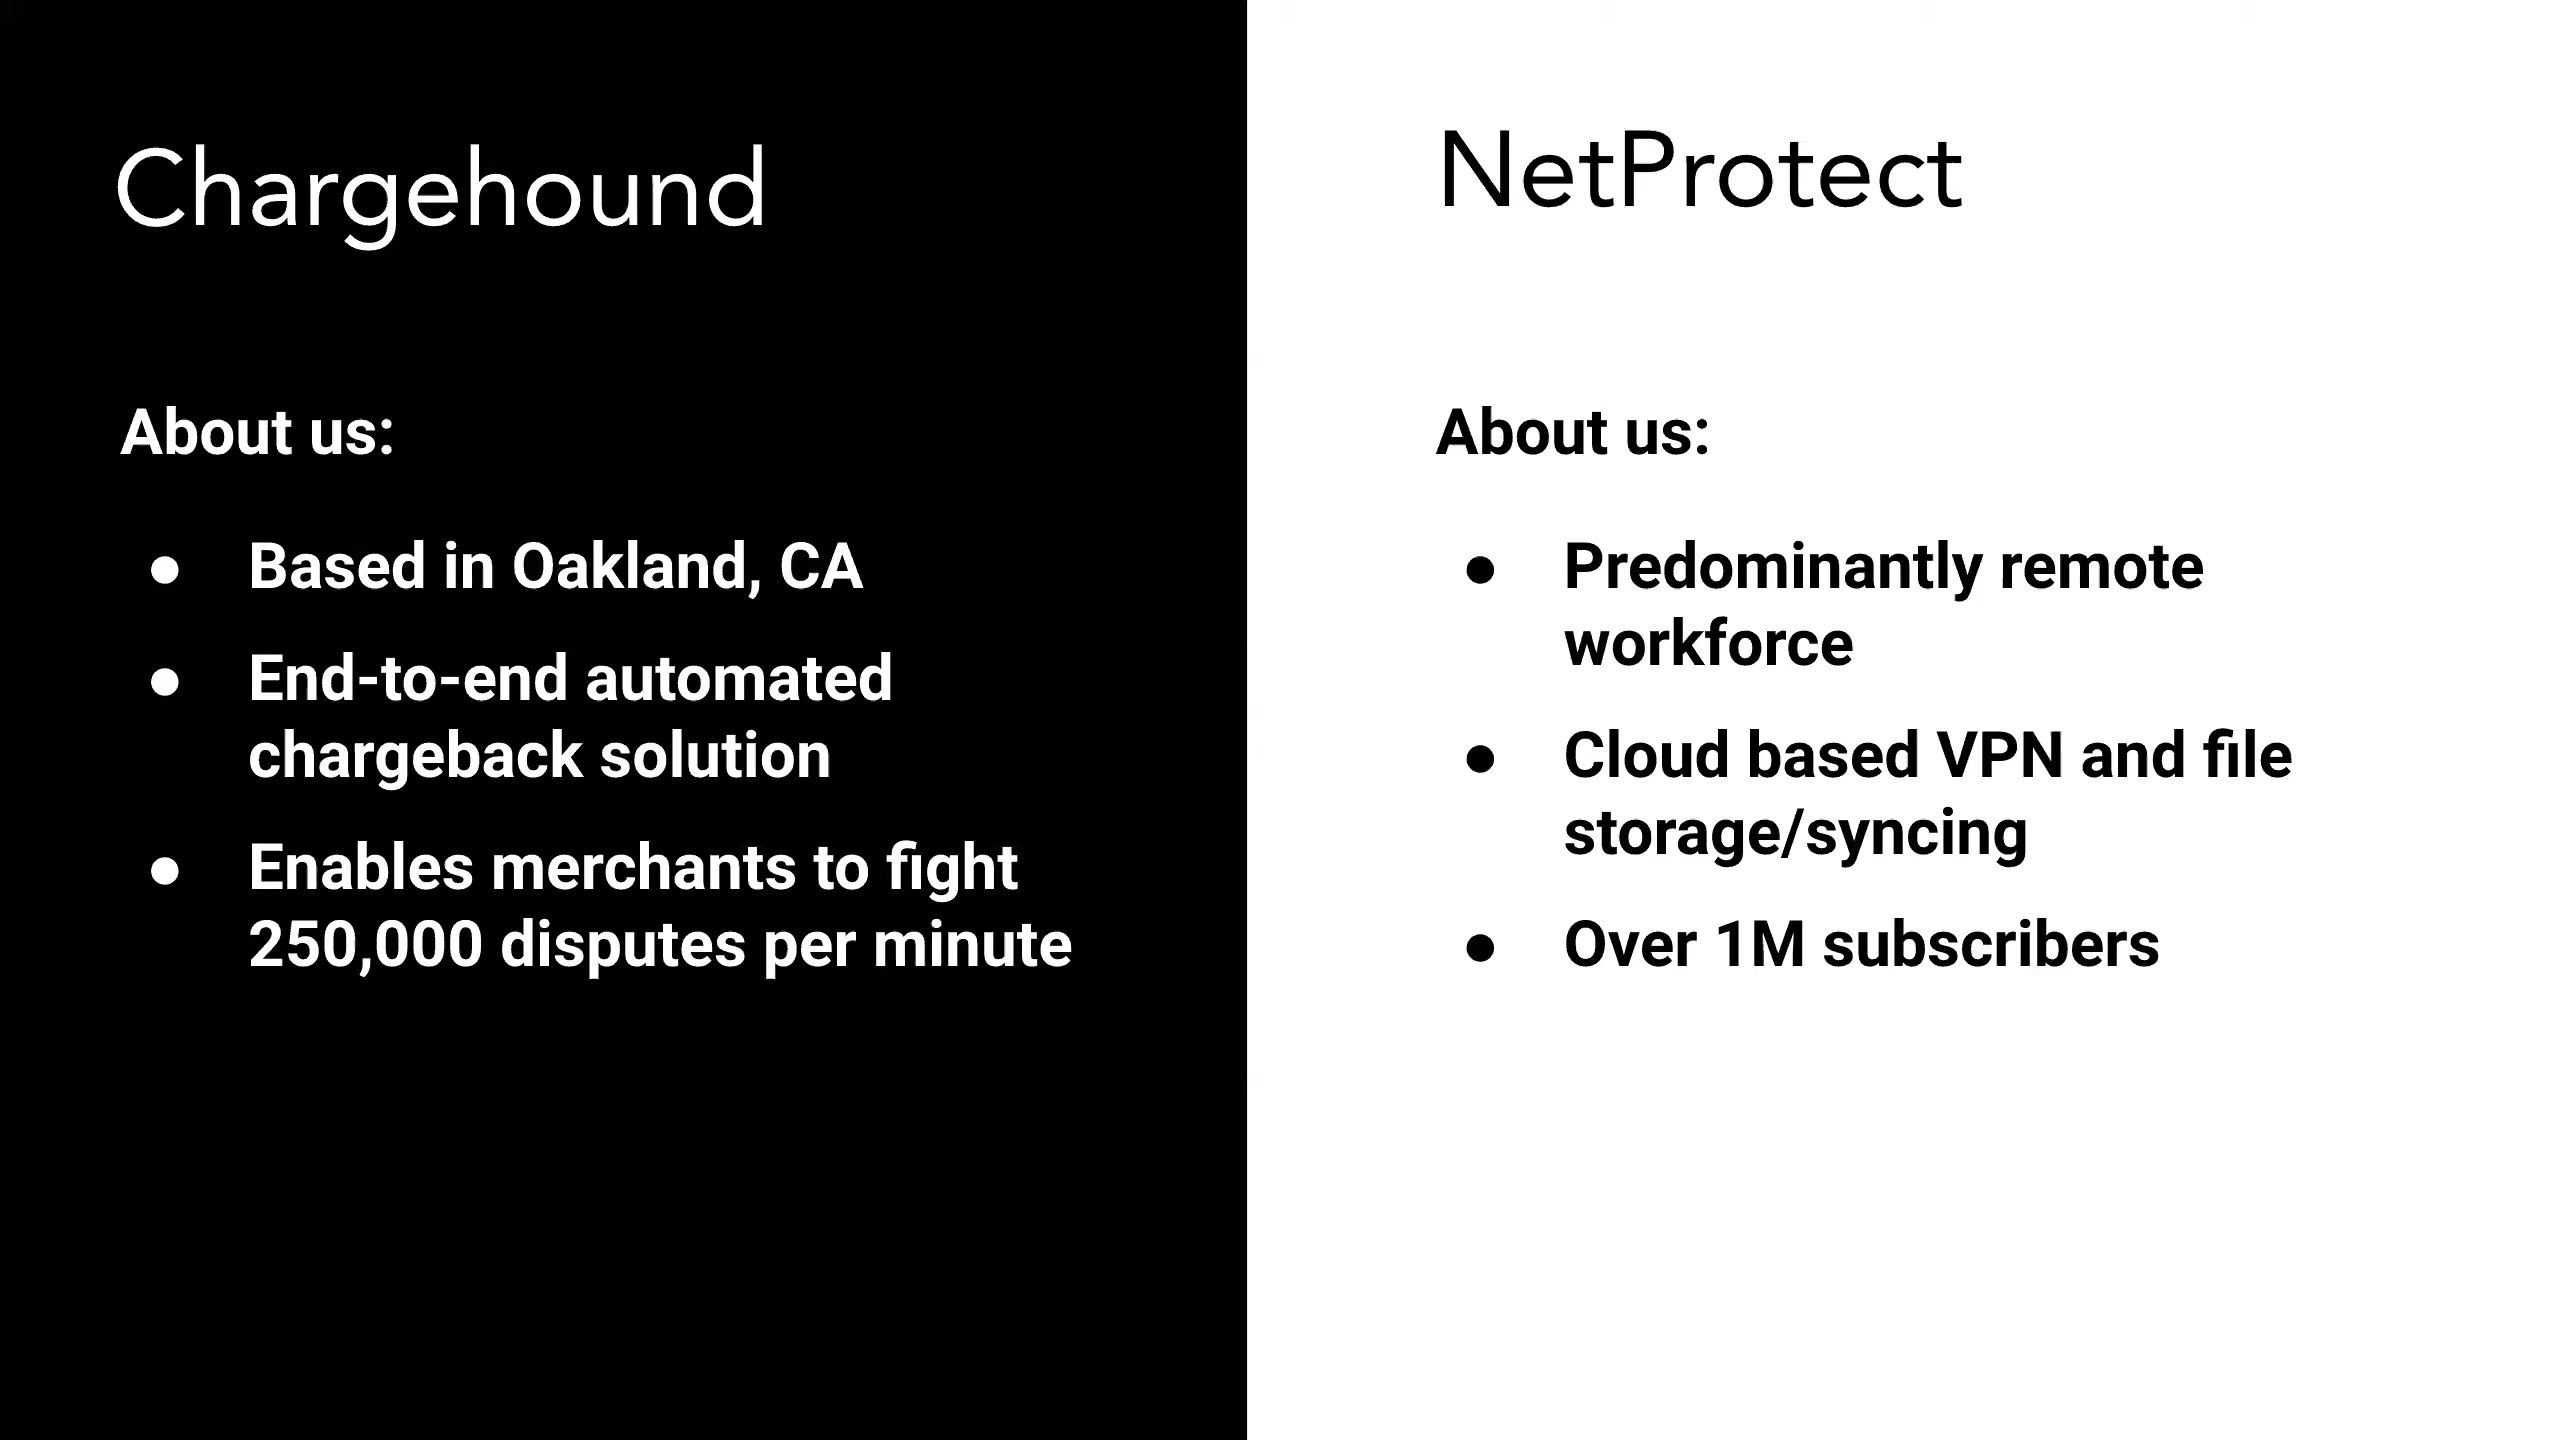 Chargehound
About us:
● Based in Oakland, CA
● End-to-end automated
chargeback solution
● Enables merchants to fight
250,000 disputes per minute
NetProtect
About us:
● Predominantly remote
workforce
● Cloud based VPN and file
storage/syncing
● Over 1M subscribers